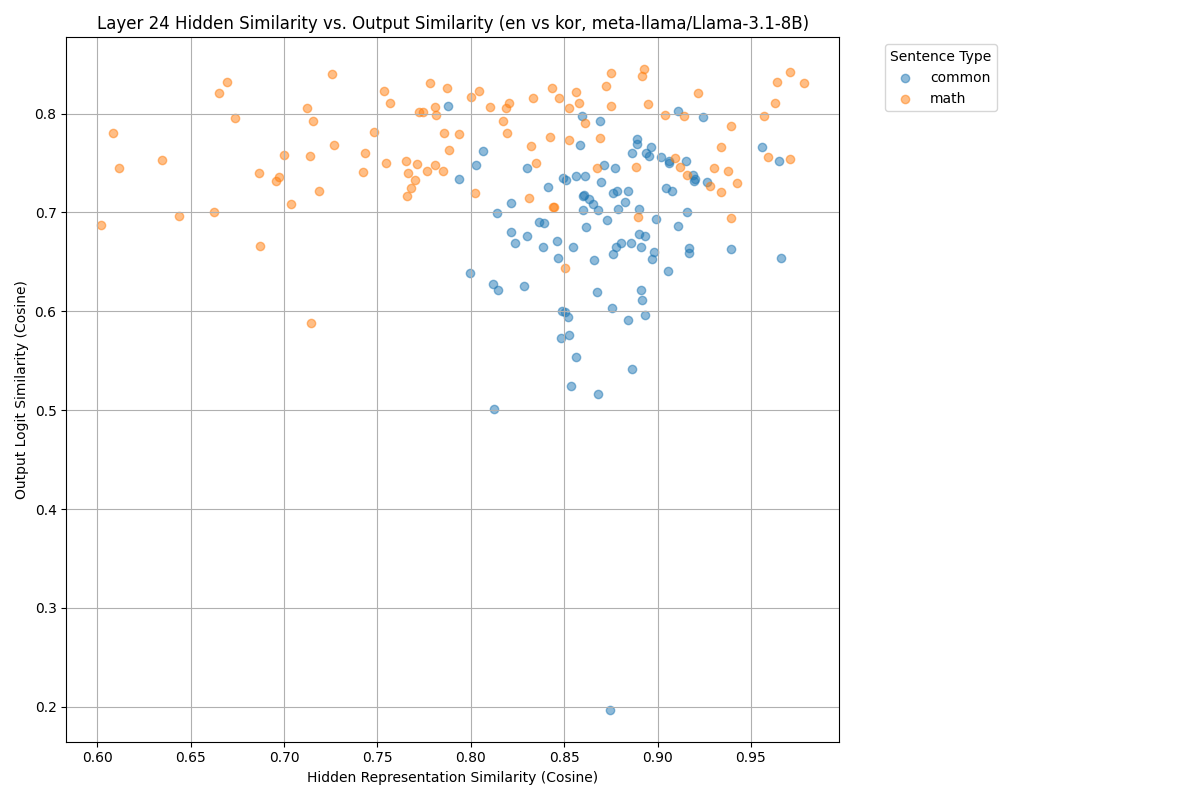 Layer 24 Hidden Similarity vs. Output Similarity (en vs kor, meta-llama/Llama-3.1-8B)
Sentence Type
common
math
Output Logit Similarity (Cosine)
0.8
0.7
0.6
0.5
0.4
0.3
0.2
0.60 0.65 0.70 0.75 0.80 0.85 0.90 0.95
Hidden Representation Similarity (Cosine)